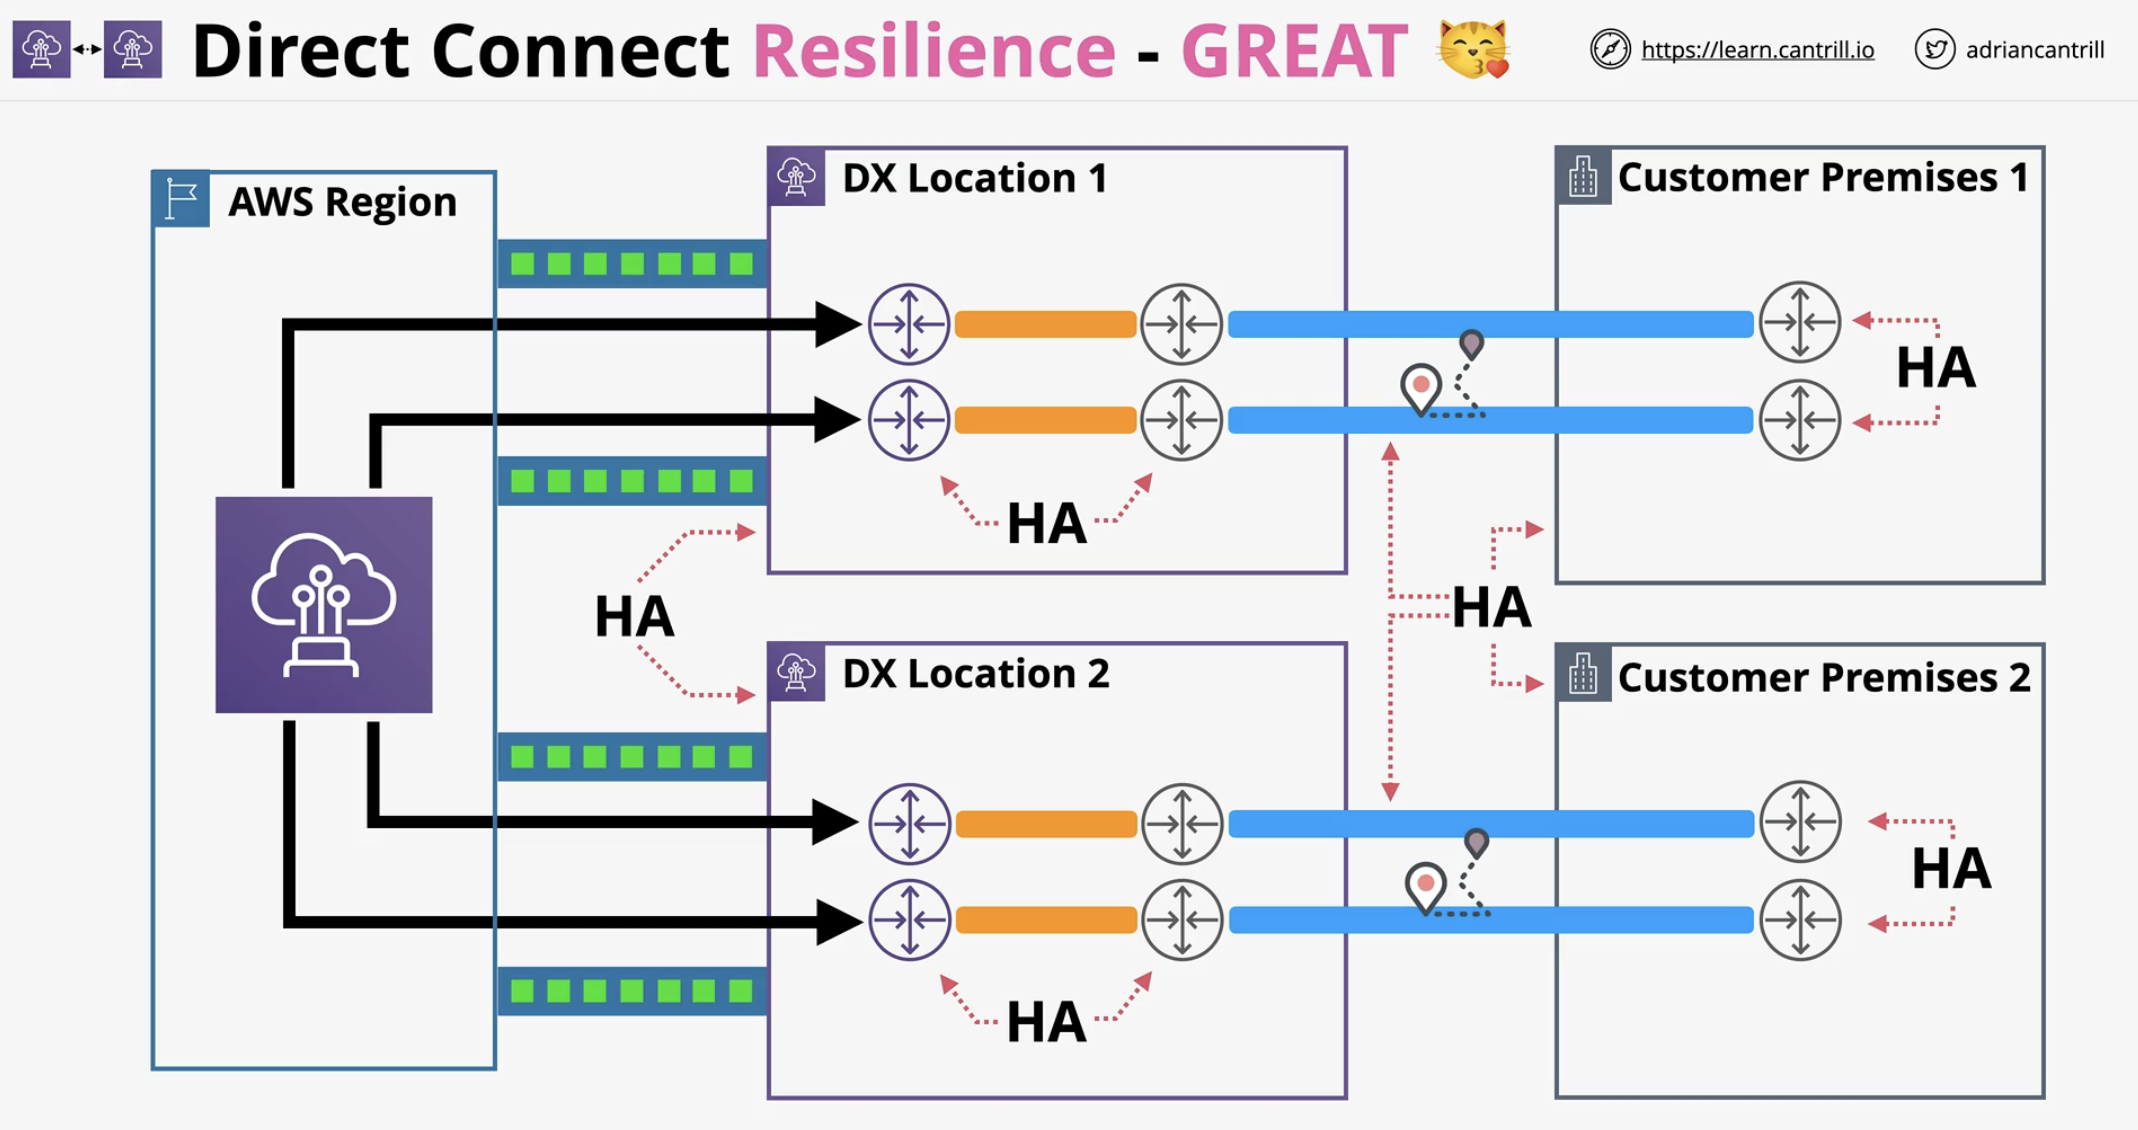 Direct Connect Resilience - GREAT
https://learn.cantrill.io
adriancantrill
AWS Region
DX Location 1
Customer Premises 1
HA
HA
HA
HA
DX Location 2
Customer Premises 2
HA
HA